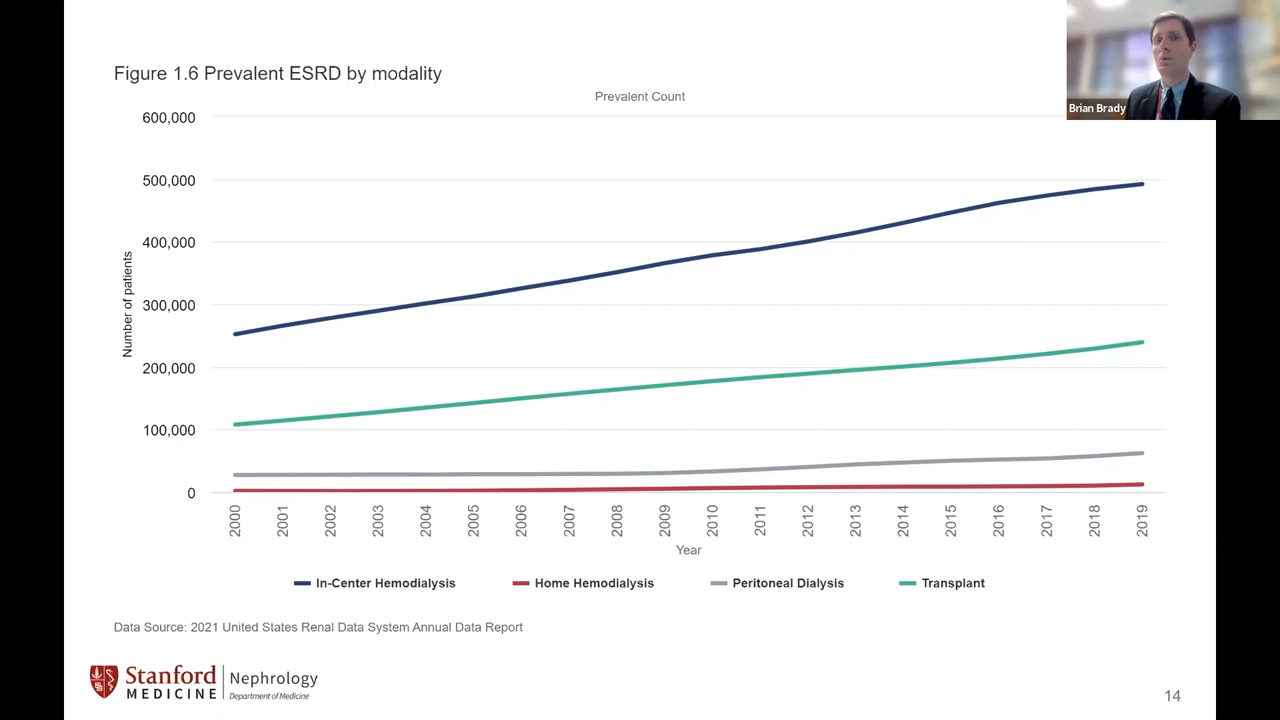 Figure 1.6 Prevalent ESRD by modality
Brian Brady
Prevalent Count
Number of patients
600,000
500,000
400,000
300,000
200,000
100,000
0
2000 2001 2002 2003 2004 2005 2006 2007 2008 2009 2010 2011 2012 2013 2014 2015 2016 2017 2018 2019
Year
In-Center Hemodialysis Home Hemodialysis Peritoneal Dialysis Transplant
Data Source: 2021 United States Renal Data System Annual Data Report
Stanford
MEDICINE
Nephrology
Department of Medicine
14